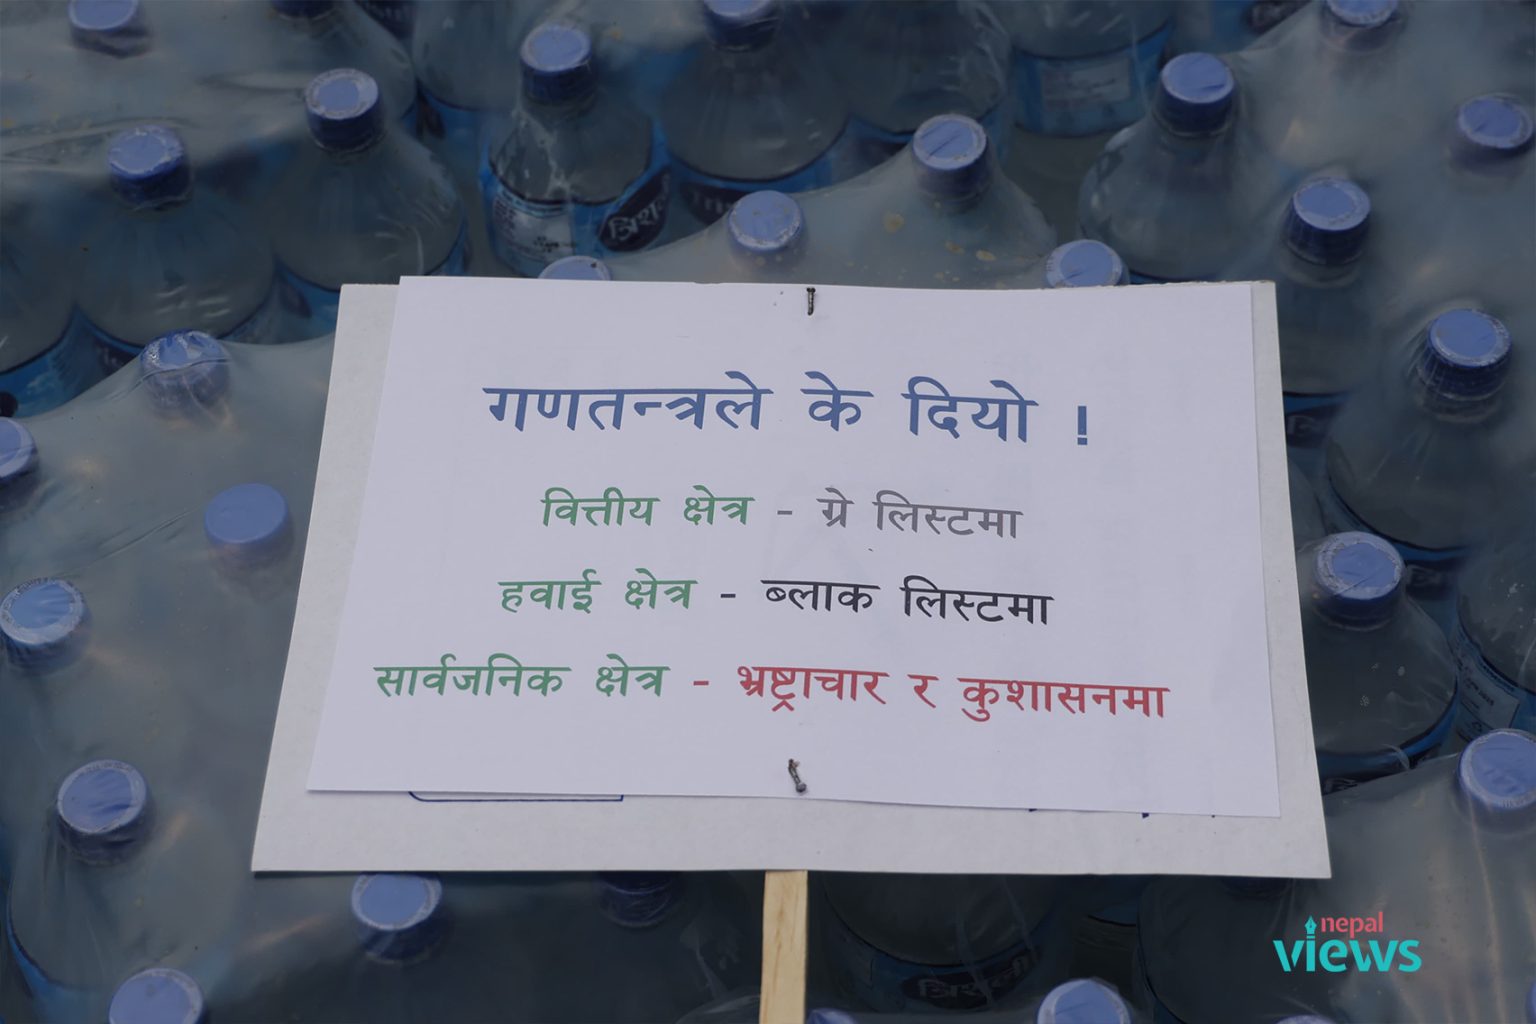 गणतन्त्रले के दियो !
वित्तीय क्षेत्र - ग्रे लिस्टमा
हवाई क्षेत्र - ब्लाक लिस्टमा
सार्वजनिक क्षेत्र - भ्रष्ट्राचार र कुशासनमा
nepal
views